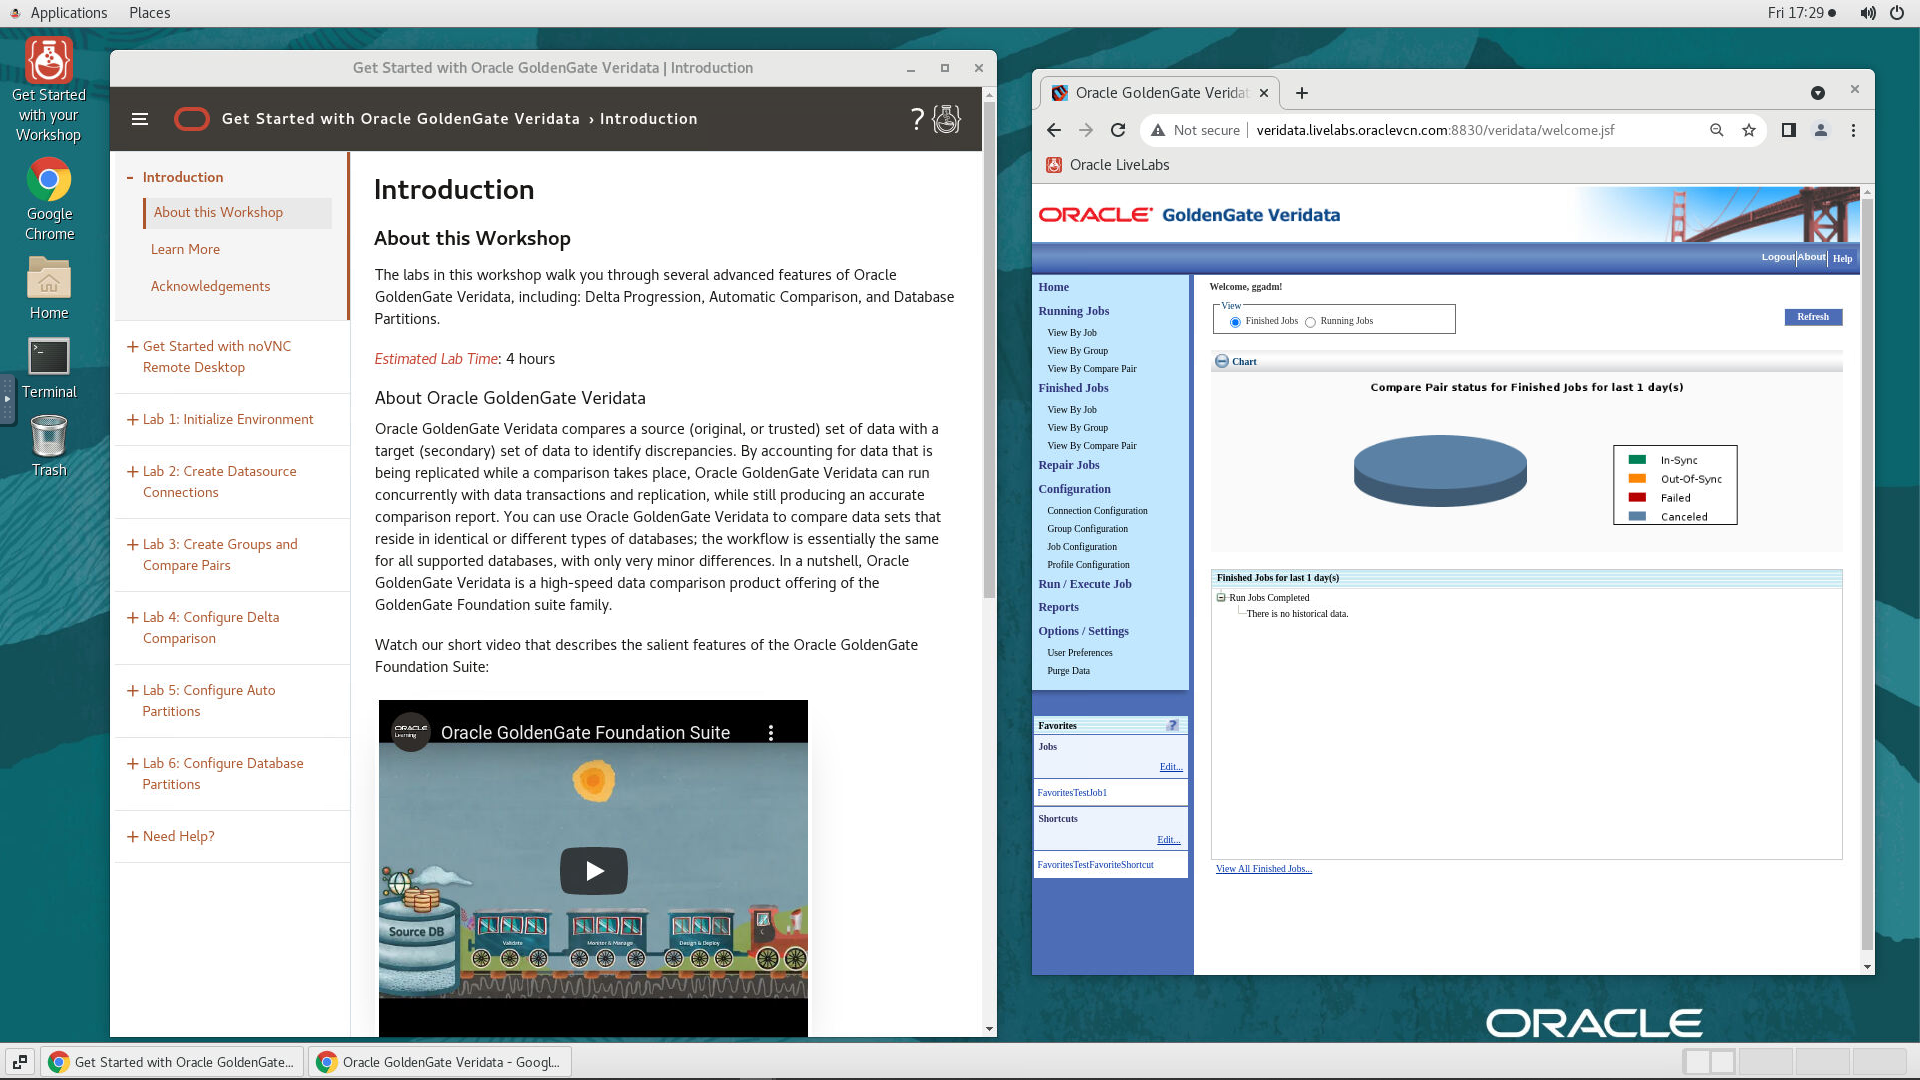 Applications
Places
Fri 17:29
Get Started
with your
Workshop
Google
Chrome
Home
Terminal
Trash
Get Started with Oracle GoldenGate Veridata | Introduction
Get Started with Oracle GoldenGate Veridata › Introduction
?
- Introduction
About this Workshop
Learn More
Acknowledgements
+ Get Started with noVNC
Remote Desktop
+ Lab 1: Initialize Environment
+ Lab 2: Create Datasource
Connections
+ Lab 3: Create Groups and
Compare Pairs
+ Lab 4: Configure Delta
Comparison
+ Lab 5: Configure Auto
Partitions
+ Lab 6: Configure Database
Partitions
+ Need Help?
Introduction
About this Workshop
The labs in this workshop walk you through several advanced features of Oracle
GoldenGate Veridata, including: Delta Progression, Automatic Comparison, and Database
Partitions.
Estimated Lab Time: 4 hours
About Oracle GoldenGate Veridata
Oracle GoldenGate Veridata compares a source (original, or trusted) set of data with a
target (secondary) set of data to identify discrepancies. By accounting for data that is
being replicated while a comparison takes place, Oracle GoldenGate Veridata can run
concurrently with data transactions and replication, while still producing an accurate
comparison report. You can use Oracle GoldenGate Veridata to compare data sets that
reside in identical or different types of databases; the workflow is essentially the same
for all supported databases, with only very minor differences. In a nutshell, Oracle
GoldenGate Veridata is a high-speed data comparison product offering of the
GoldenGate Foundation suite family.
Watch our short video that describes the salient features of the Oracle GoldenGate
Foundation Suite:
ORACLE
Learning
Oracle GoldenGate Foundation Suite
Source DB
Validate
Monitor & Manage
Design & Deploy
Oracle GoldenGate Veridat
Not secure
veridata.livelabs.oraclevcn.com:8830/veridata/welcome.jsf
Oracle LiveLabs
ORACLE GoldenGate Veridata
Logout
About
Help
Home
Running Jobs
View By Job
View By Group
View By Compare Pair
Finished Jobs
View By Job
View By Group
View By Compare Pair
Repair Jobs
Configuration
Connection Configuration
Group Configuration
Job Configuration
Profile Configuration
Run / Execute Job
Reports
Options / Settings
User Preferences
Purge Data
Favorites
?
Jobs
Edit...
FavoritesTestJob1
Shortcuts
Edit...
FavoritesTestFavoriteShortcut
Welcome, ggadm!
View
Finished Jobs
Running Jobs
Refresh
Chart
Compare Pair status for Finished Jobs for last 1 day(s)
In-Sync
Out-Of-Sync
Failed
Canceled
Finished Jobs for last 1 day(s)
Run Jobs Completed
There is no historical data.
View All Finished Jobs...
ORACLE
Get Started with Oracle GoldenGate...
Oracle GoldenGate Veridata - Googl...